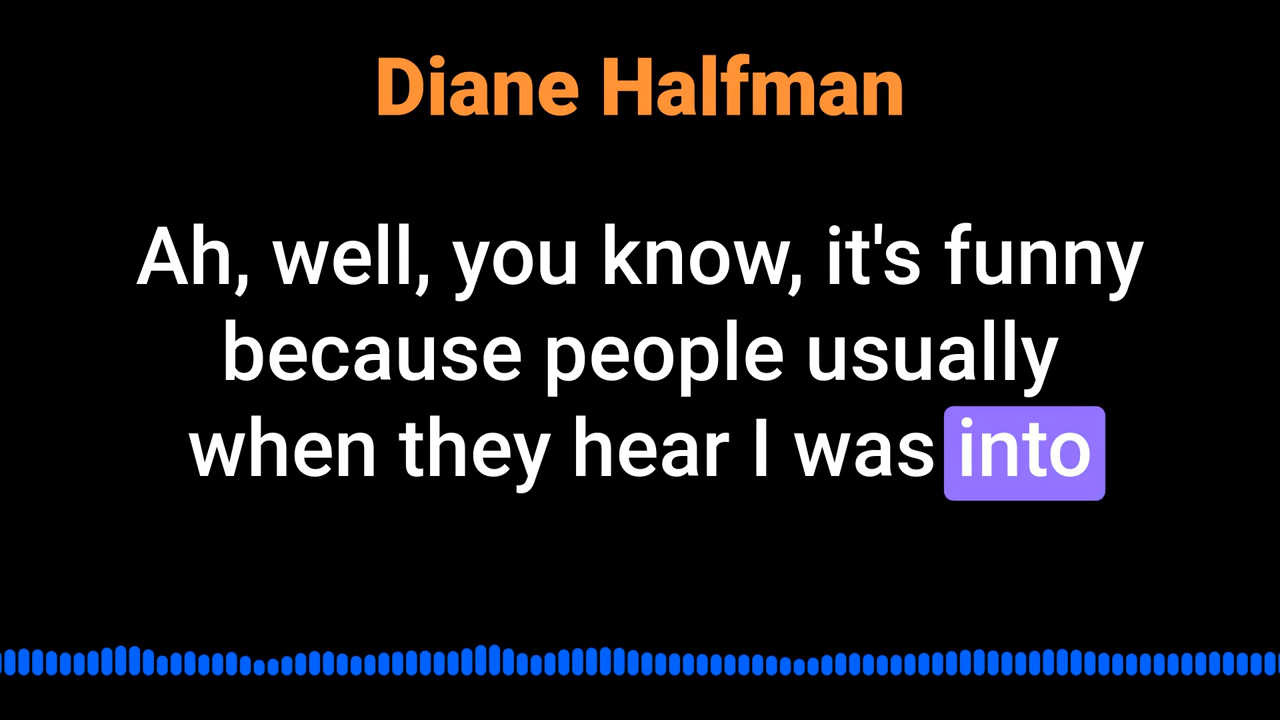 Diane Halfman
Ah, well, you know, it's funny
because people usually
when they hear I was into